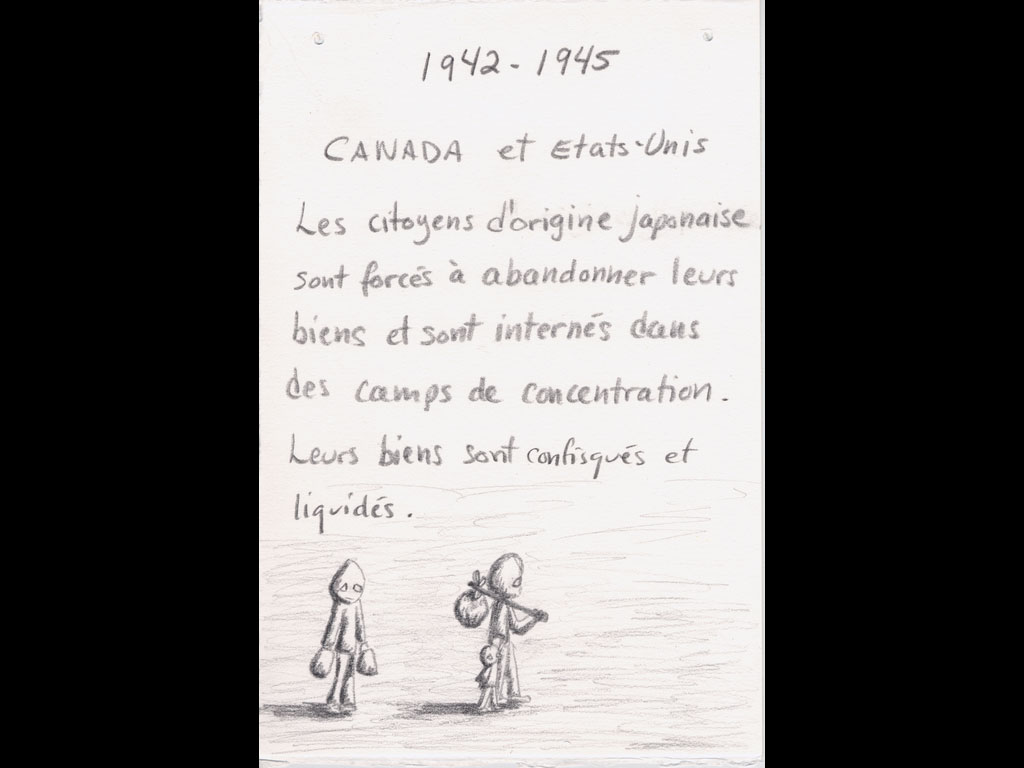 1942 - 1945
CANADA et Etats-Unis
Les citoyens d'origine japonaise
sont forcés à abandonner leurs
biens et sont internés dans
des camps de concentration.
Leurs biens sont confisqués et
liquidés.